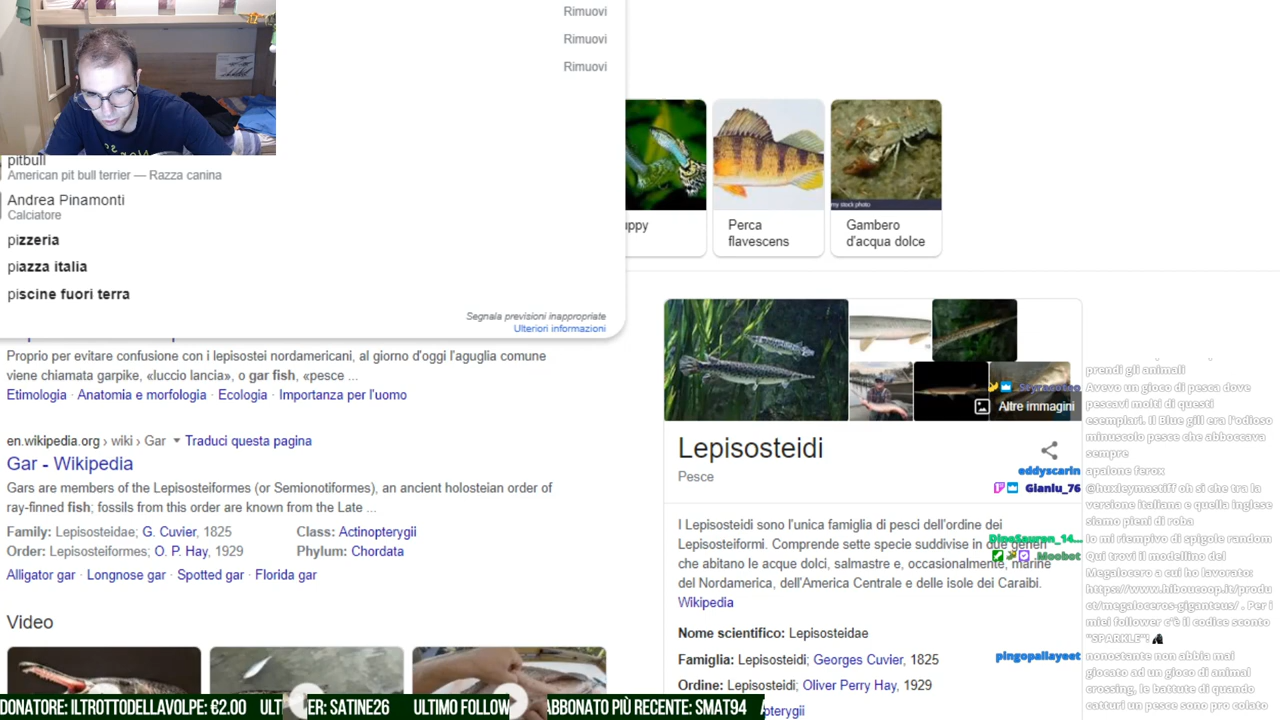 Rimuovi
Rimuovi
Rimuovi
pitbull
American pit bull terrier — Razza canina
Andrea Pinamonti
Calciatore
pizzeria
piazza italia
piscine fuori terra
Segnala previsioni inappropriate
Ulteriori informazioni
uppy
Perca
flavescens
my stock photo
Gambero
d'acqua dolce
Proprio per evitare confusione con i lepisostei nordamericani, al giorno d'oggi l'aguglia comune
viene chiamata garpike, «luccio lancia», o gar fish, «pesce ...
Etimologia · Anatomia e morfologia · Ecologia · Importanza per l'uomo
en.wikipedia.org › wiki › Gar ▾ Traduci questa pagina
Gar - Wikipedia
Gars are members of the Lepisosteiformes (or Semionotiformes), an ancient holosteian order of
ray-finned fish; fossils from this order are known from the Late ...
Family: Lepisosteidae; G. Cuvier, 1825
Class: Actinopterygii
Order: Lepisosteiformes; O. P. Hay, 1929
Phylum: Chordata
Alligator gar · Longnose gar · Spotted gar · Florida gar
Video
Altre immagini
Lepisosteidi
Pesce
I Lepisosteidi sono l'unica famiglia di pesci dell'ordine dei
Lepisosteiformi. Comprende sette specie suddivise in due generi
che abitano le acque dolci, salmastre e, occasionalmente, marine
del Nordamerica, dell'America Centrale e delle isole dei Caraibi.
Wikipedia
Nome scientifico: Lepisosteidae
Famiglia: Lepisosteidi; Georges Cuvier, 1825
Ordine: Lepisosteidi; Oliver Perry Hay, 1929
pterygii
prendi gli animali
Avevo un gioco di pesca dove
pescavi molti di questi
esemplari. Il Blue gill era l'odioso
minuscolo pesce che abboccava
sempre
eddyscarin apalone ferox
Gianlu_76 @huxleymastiff oh si che tra la
versione italiana e quella inglese
siamo pieni di roba
DinoSauren_14... io mi riempivo di spigole random
Moobot Qui trovi il modellino del
Megalocero a cui ho lavorato:
https://www.hiboucoop.it/produ
ct/megaloceros-giganteus/ . Per i
miei follower c'è il codice sconto
"SPARKLE"!
pingopallayeet nonostante non abbia mai
giocato ad un gioco di animal
crossing, le battute di quando
catturi un pesce sono pro colato
DONATORE: ILTROTTODELLAVOLPE: €2.00 ULT ER: SATINE26 ULTIMO FOLLOW ABBONATO PIÙ RECENTE: SMAT94